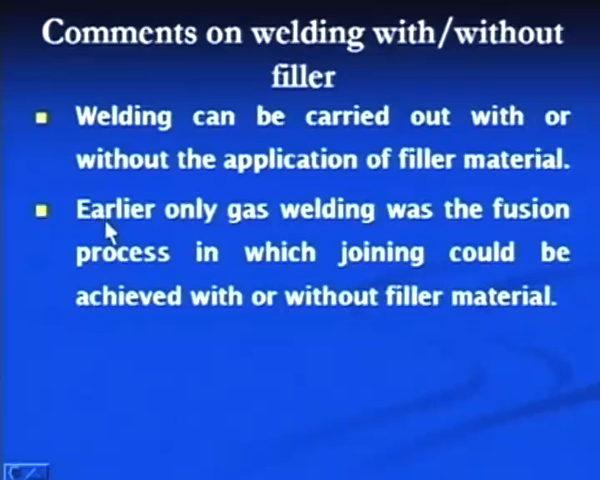 Comments on welding with/without
filler
Welding can be carried out with or
without the application of filler material.
Earlier only gas welding was the fusion
process in which joining could be
achieved with or without filler material.